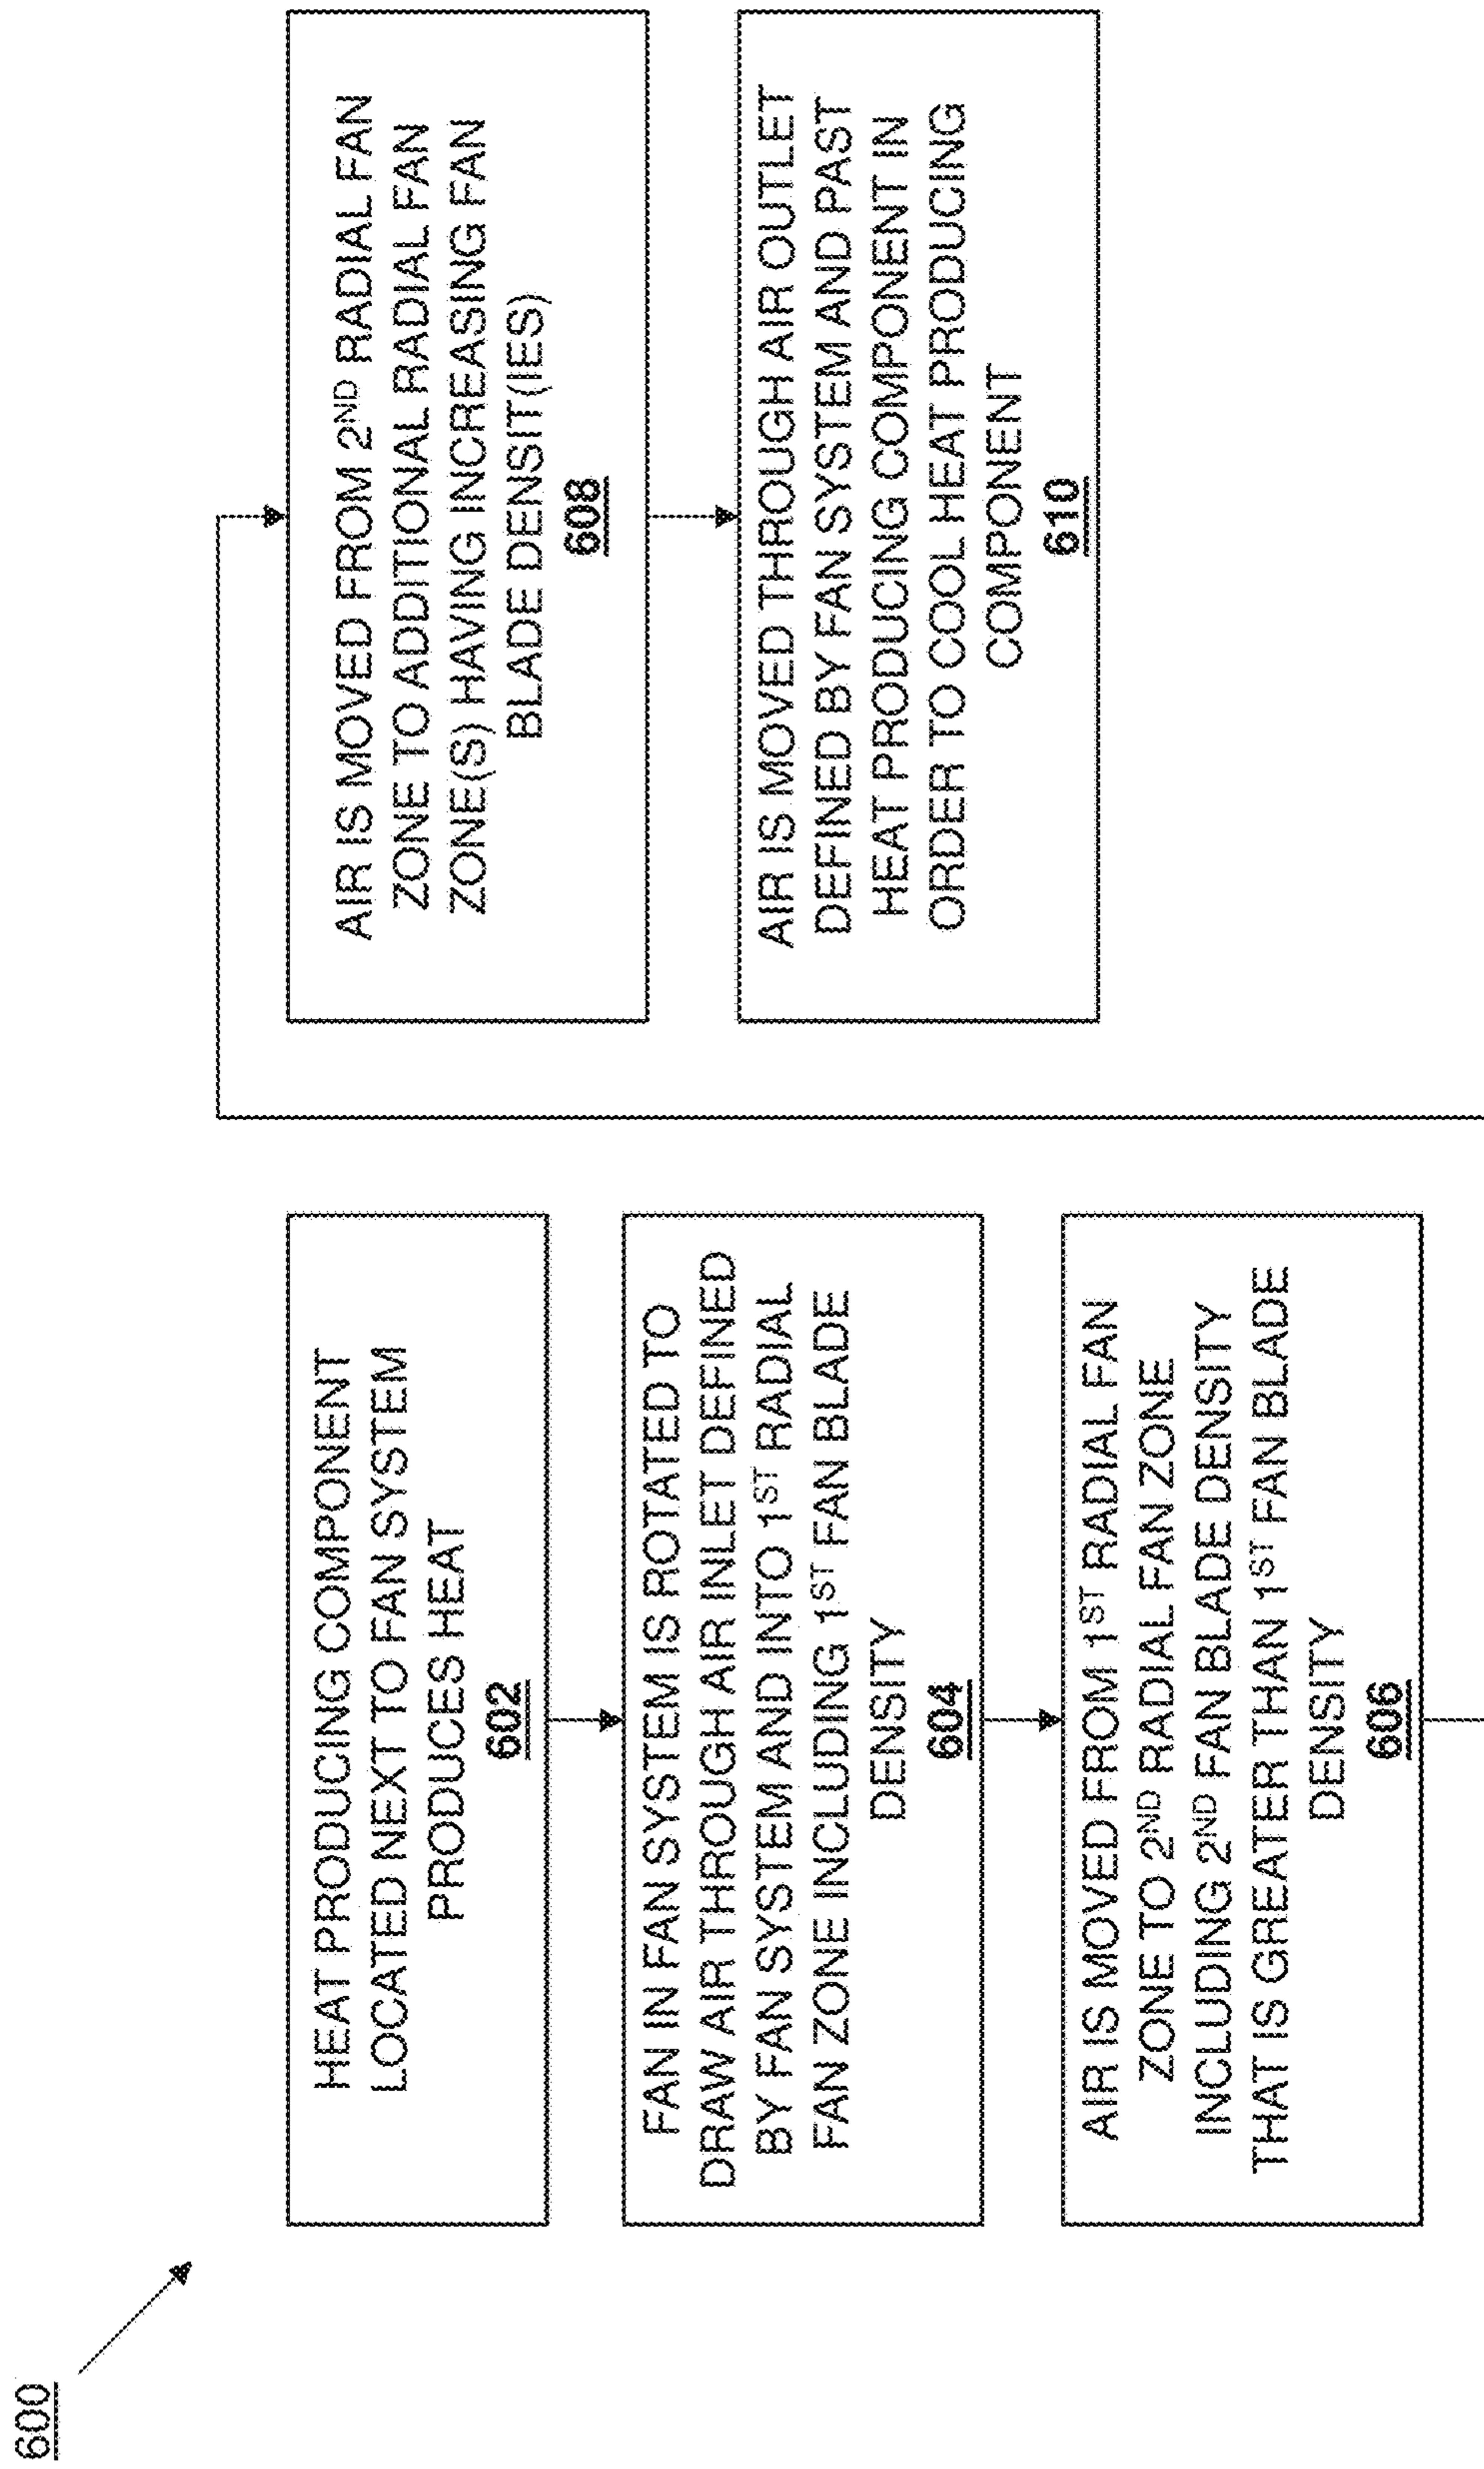 600
HEAT PRODUCING COMPONENT
LOCATED NEXT TO FAN SYSTEM
PRODUCES HEAT
602
FAN IN FAN SYSTEM IS ROTATED TO
DRAW AIR THROUGH AIR INLET DEFINED
BY FAN SYSTEM AND INTO 1ST RADIAL
FAN ZONE INCLUDING 1ST FAN BLADE
DENSITY
604
AIR IS MOVED FROM 1ST RADIAL FAN
ZONE TO 2ND RADIAL FAN ZONE
INCLUDING 2ND FAN BLADE DENSITY
THAT IS GREATER THAN 1ST FAN BLADE
DENSITY
606
AIR IS MOVED FROM 2ND RADIAL FAN
ZONE TO ADDITIONAL RADIAL FAN
ZONE(S) HAVING INCREASING FAN
BLADE DENSIT(IES)
608
AIR IS MOVED THROUGH AIR OUTLET
DEFINED BY FAN SYSTEM AND PAST
HEAT PRODUCING COMPONENT IN
ORDER TO COOL HEAT PRODUCING
COMPONENT
610